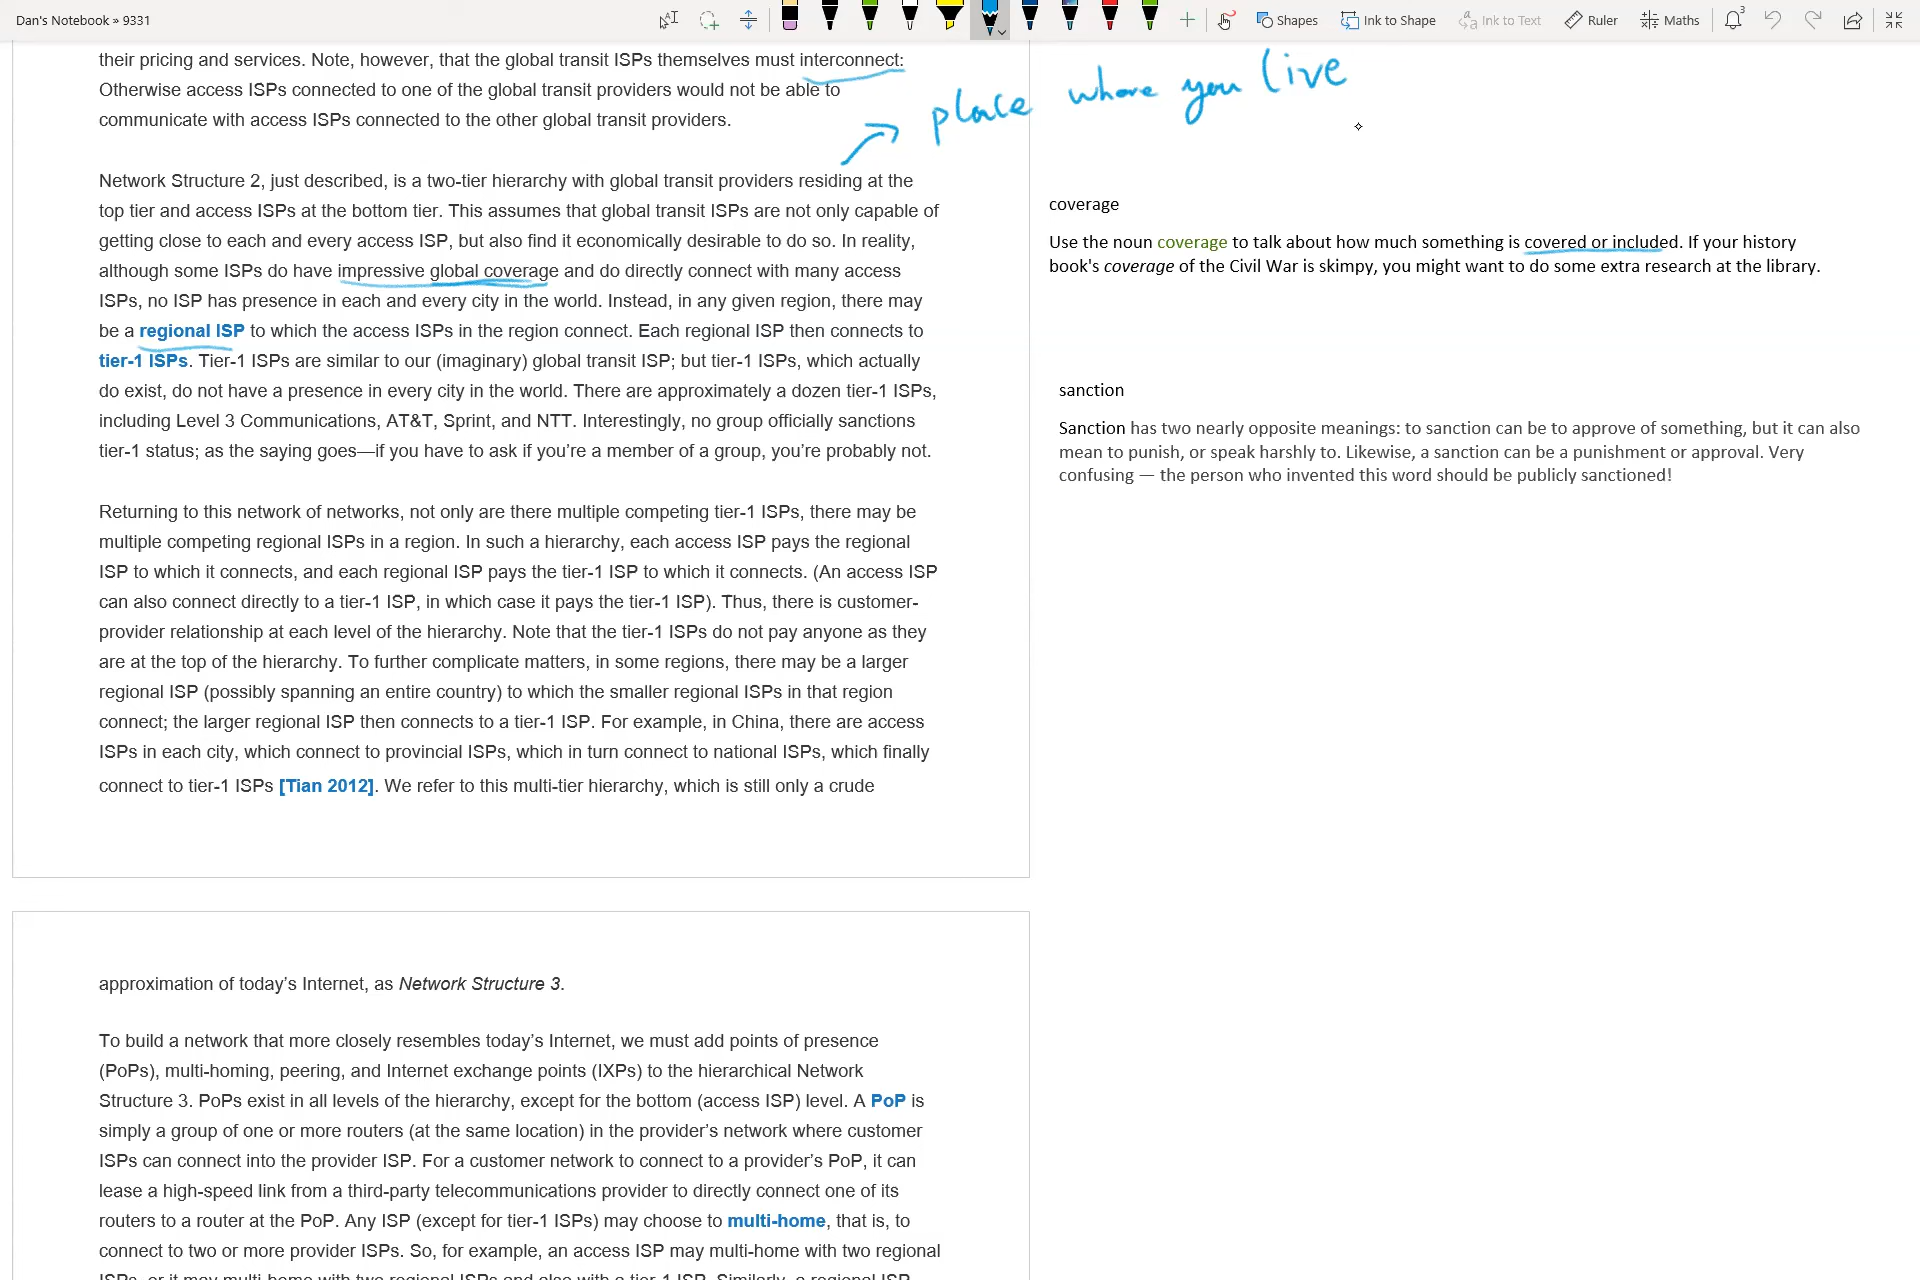 Dan's Notebook » 9331
3
Shapes
Ink to Shape
Ink to Text
Ruler
Maths
their pricing and services. Note, however, that the global transit ISPs themselves must interconnect:
Otherwise access ISPs connected to one of the global transit providers would not be able to
communicate with access ISPs connected to the other global transit providers.
place where you live
Network Structure 2, just described, is a two-tier hierarchy with global transit providers residing at the
top tier and access ISPs at the bottom tier. This assumes that global transit ISPs are not only capable of
getting close to each and every access ISP, but also find it economically desirable to do so. In reality,
although some ISPs do have impressive global coverage and do directly connect with many access
ISPs, no ISP has presence in each and every city in the world. Instead, in any given region, there may
be a regional ISP to which the access ISPs in the region connect. Each regional ISP then connects to
tier-1 ISPs. Tier-1 ISPs are similar to our (imaginary) global transit ISP; but tier-1 ISPs, which actually
do exist, do not have a presence in every city in the world. There are approximately a dozen tier-1 ISPs,
including Level 3 Communications, AT&T, Sprint, and NTT. Interestingly, no group officially sanctions
tier-1 status; as the saying goes—if you have to ask if you’re a member of a group, you’re probably not.
Returning to this network of networks, not only are there multiple competing tier-1 ISPs, there may be
multiple competing regional ISPs in a region. In such a hierarchy, each access ISP pays the regional
ISP to which it connects, and each regional ISP pays the tier-1 ISP to which it connects. (An access ISP
can also connect directly to a tier-1 ISP, in which case it pays the tier-1 ISP). Thus, there is customer-
provider relationship at each level of the hierarchy. Note that the tier-1 ISPs do not pay anyone as they
are at the top of the hierarchy. To further complicate matters, in some regions, there may be a larger
regional ISP (possibly spanning an entire country) to which the smaller regional ISPs in that region
connect; the larger regional ISP then connects to a tier-1 ISP. For example, in China, there are access
ISPs in each city, which connect to provincial ISPs, which in turn connect to national ISPs, which finally
connect to tier-1 ISPs [Tian 2012]. We refer to this multi-tier hierarchy, which is still only a crude
coverage
Use the noun coverage to talk about how much something is covered or included. If your history
book's coverage of the Civil War is skimpy, you might want to do some extra research at the library.
sanction
Sanction has two nearly opposite meanings: to sanction can be to approve of something, but it can also
mean to punish, or speak harshly to. Likewise, a sanction can be a punishment or approval. Very
confusing — the person who invented this word should be publicly sanctioned!
approximation of today’s Internet, as Network Structure 3.
To build a network that more closely resembles today’s Internet, we must add points of presence
(PoPs), multi-homing, peering, and Internet exchange points (IXPs) to the hierarchical Network
Structure 3. PoPs exist in all levels of the hierarchy, except for the bottom (access ISP) level. A PoP is
simply a group of one or more routers (at the same location) in the provider’s network where customer
ISPs can connect into the provider ISP. For a customer network to connect to a provider’s PoP, it can
lease a high-speed link from a third-party telecommunications provider to directly connect one of its
routers to a router at the PoP. Any ISP (except for tier-1 ISPs) may choose to multi-home, that is, to
connect to two or more provider ISPs. So, for example, an access ISP may multi-home with two regional
ISPs, or it may multi-home with two regional ISPs and also with a tier-1 ISP. Similarly, a regional ISP